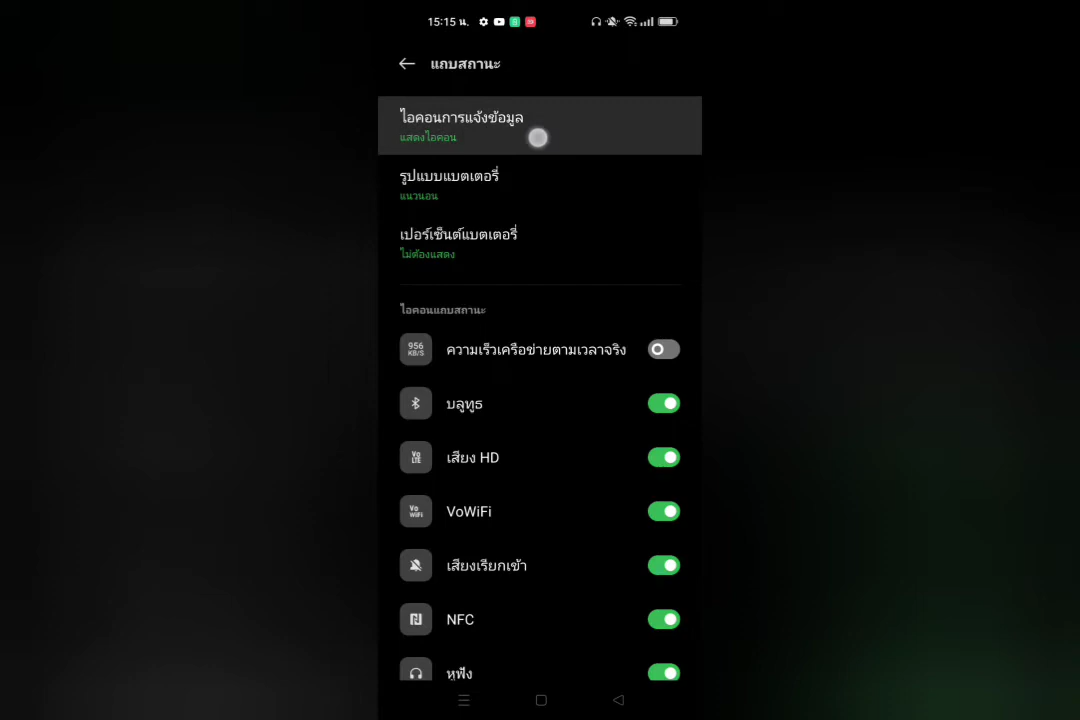 15:15 น.
แถบสถานะ
ไอคอนการแจ้งข้อมูล
แสดงไอคอน
รูปแบบแบตเตอรี่
แนวนอน
เปอร์เซ็นต์แบตเตอรี่
ไม่ต้องแสดง
ไอคอนแถบสถานะ
956
KB/S
ความเร็วเครือข่ายตามเวลาจริง
บลูทูธ
Vo
LTE
เสียง HD
Vo
WiFi
VoWiFi
เสียงเรียกเข้า
NFC
หูฟัง